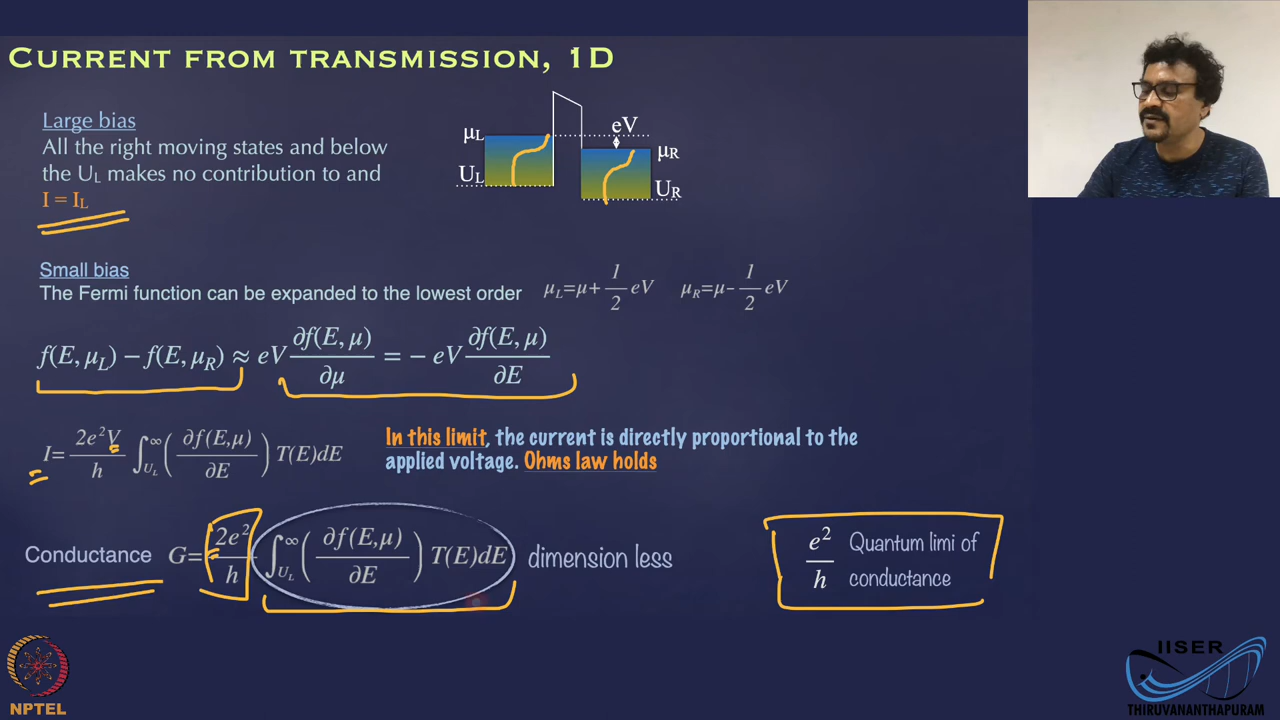 CURRENT FROM TRANSMISSION, 1D
Large bias
All the right moving states and below
the U_L makes no contribution to and
I = I_L
μ_L
U_L
eV
μ_R
U_R
Small bias
The Fermi function can be expanded to the lowest order μ_L=μ+ 1/2 eV μ_R=μ− 1/2 eV
f(E, μ_L) − f(E, μ_R) ≈ eV ∂f(E, μ)/∂μ = − eV ∂f(E, μ)/∂E
I= 2e²V/h ∫_{U_L}^∞ ( ∂f(E,μ)/∂E ) T(E)dE
In this limit, the current is directly proportional to the
applied voltage. Ohms law holds
Conductance G= 2e²/h ∫_{U_L}^∞ ( ∂f(E,μ)/∂E ) T(E)dE dimension less
e²/h Quantum limi of
conductance
NPTEL
IISER
THIRUVANANTHAPURAM